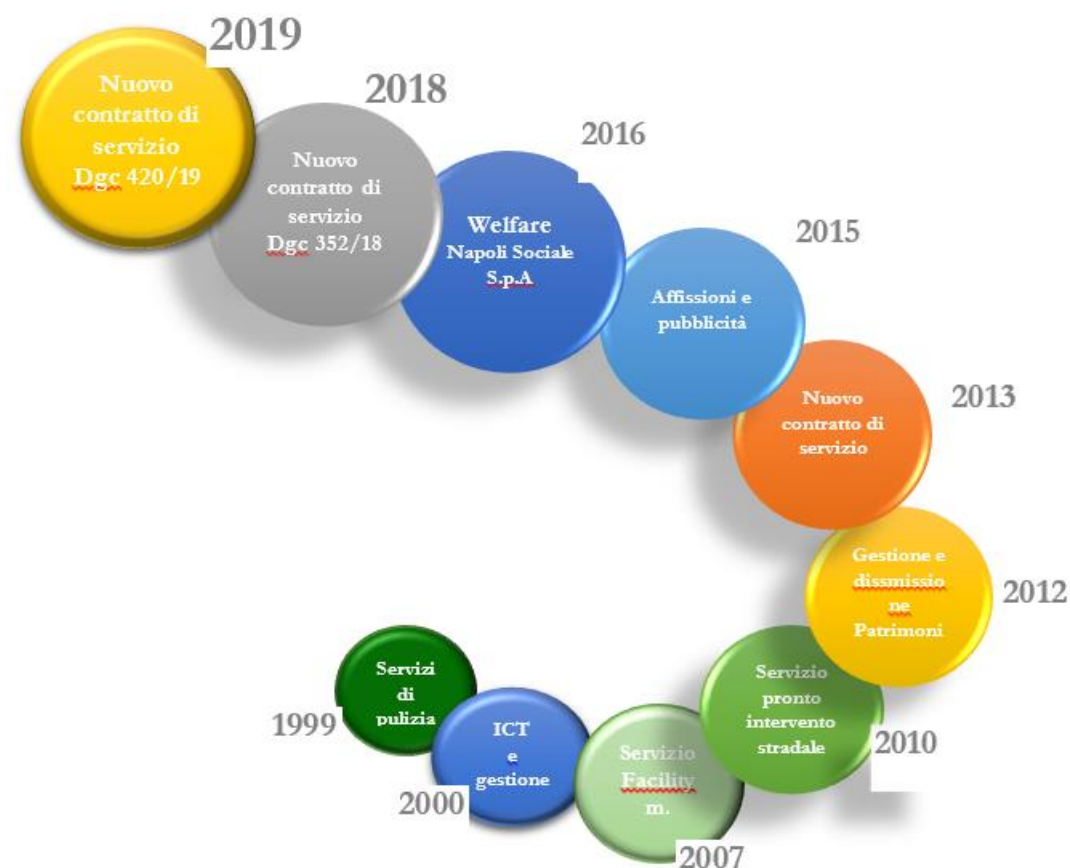 2019
Nuovo
contratto di
servizio
Dgc 420/19
2018
Nuovo
contratto di
servizio
Dgc 352/18
2016
Welfare
Napoli Sociale
S.p.A
2015
Affissioni e
pubblicità
2013
Nuovo
contratto di
servizio
2012
Gestione e
dissmissio
ne
Patrimoni
2010
Servizio
pronto
intervento
stradale
2007
Servizio
Facility
m.
2000
ICT
e
gestione
1999
Servizi
di
pulizia